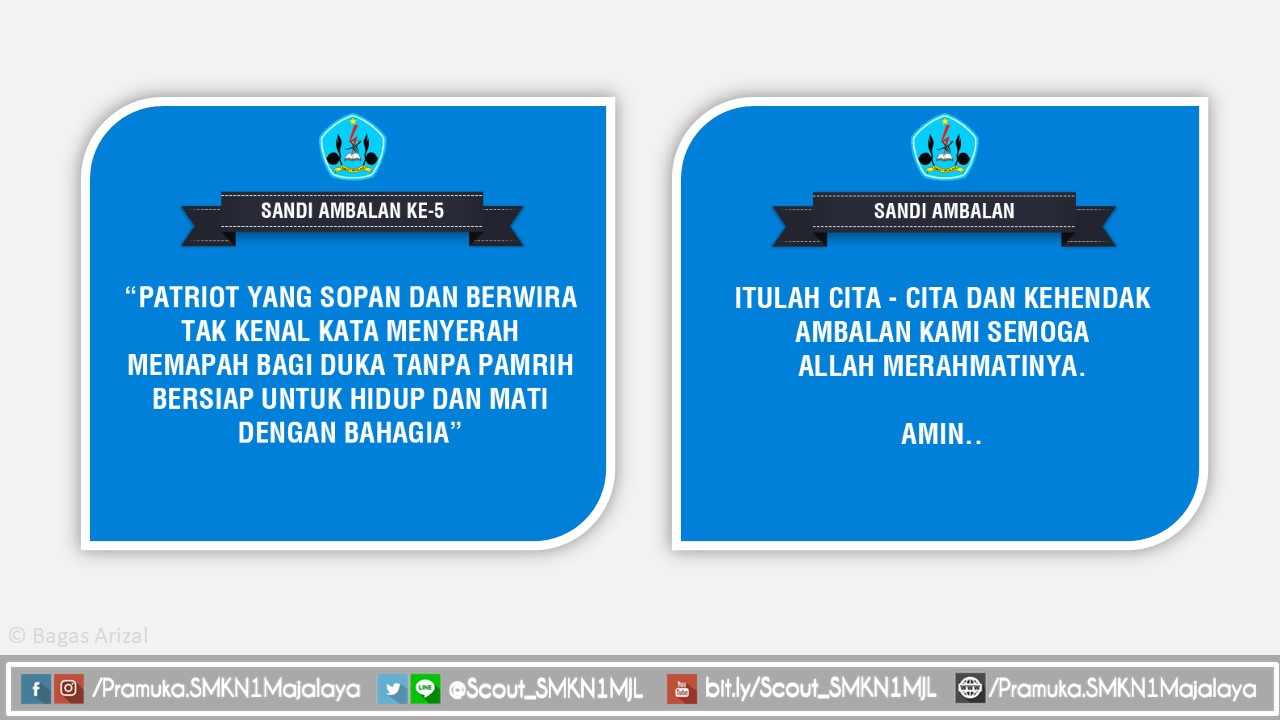 SANDI AMBALAN KE-5
“PATRIOT YANG SOPAN DAN BERWIRA
TAK KENAL KATA MENYERAH
MEMAPAH BAGI DUKA TANPA PAMRIH
BERSIAP UNTUK HIDUP DAN MATI
DENGAN BAHAGIA”
SANDI AMBALAN
ITULAH CITA - CITA DAN KEHENDAK
AMBALAN KAMI SEMOGA
ALLAH MERAHMATINYA.
AMIN..
© Bagas Arizal
/Pramuka.SMKN1Majalaya
LINE
@Scout_SMKN1MJL
You Tube
bit.ly/Scout_SMKN1MJL
WWW
/Pramuka.SMKN1Majalaya